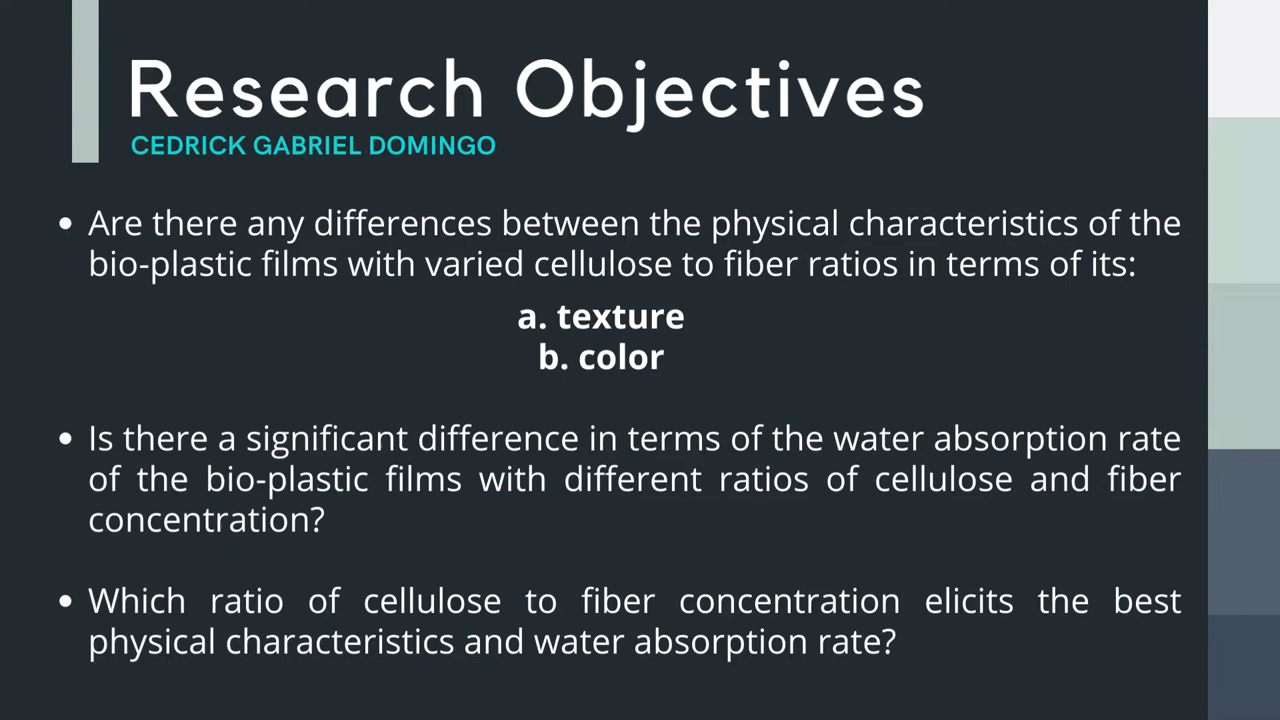 Research Objectives
CEDRICK GABRIEL DOMINGO
• Are there any differences between the physical characteristics of the
bio-plastic films with varied cellulose to fiber ratios in terms of its:
a. texture
b. color
• Is there a significant difference in terms of the water absorption rate
of the bio-plastic films with different ratios of cellulose and fiber
concentration?
• Which ratio of cellulose to fiber concentration elicits the best
physical characteristics and water absorption rate?